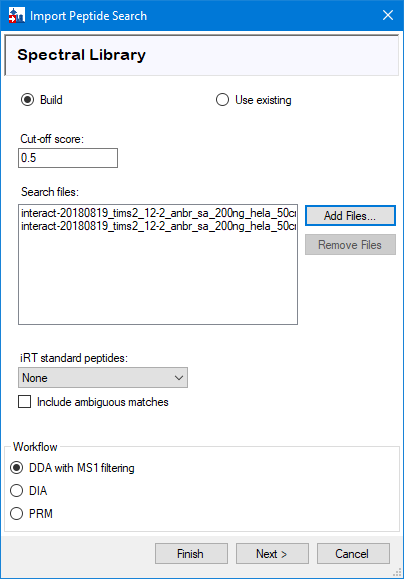 Import Peptide Search
Spectral Library
Build
Use existing
Cut-off score:
0.5
Search files:
interact-20180819_tims2_12-2_anbr_sa_200ng_hela_50cm
interact-20180819_tims2_12-2_anbr_sa_200ng_hela_50cm
Add Files...
Remove Files
iRT standard peptides:
None
Include ambiguous matches
Workflow
DDA with MS1 filtering
DIA
PRM
Finish
Next >
Cancel